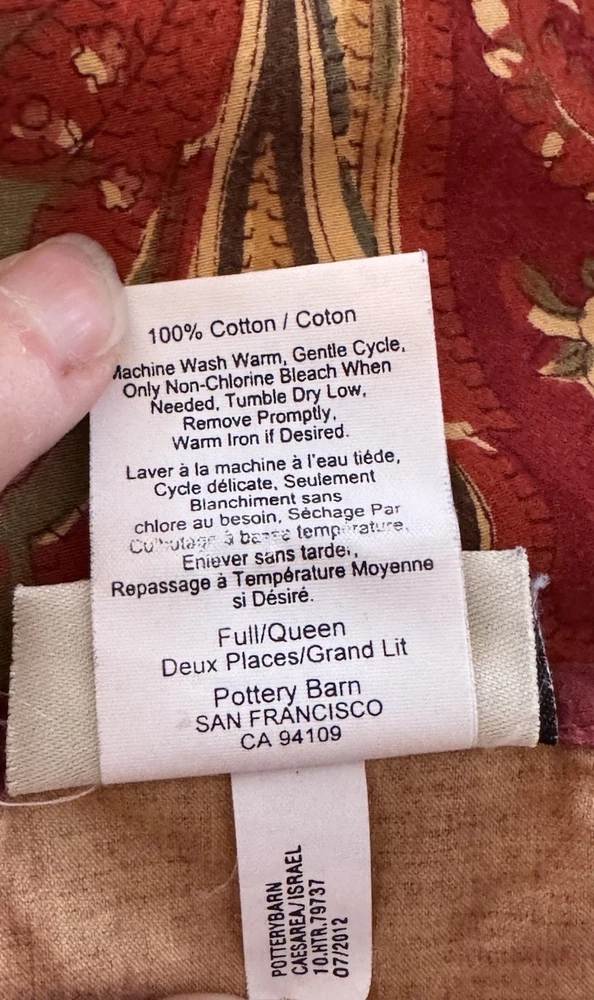 100% Cotton / Coton
Machine Wash Warm, Gentle Cycle,
Only Non-Chlorine Bleach When
Needed, Tumble Dry Low,
Remove Promptly,
Warm Iron if Desired.
Laver à la machine à l'eau tiéde,
Cycle délicate, Seulement
Blanchiment sans
chlore au besoin, Séchage Par
Culbutage à basse température,
Enlever sans tarder,
Repassage à Température Moyenne
si Désiré.
Full/Queen
Deux Places/Grand Lit
Pottery Barn
SAN FRANCISCO
CA 94109
POTTERYBARN
CAESAREA/ISRAEL
10.HTR.79737
07/2012